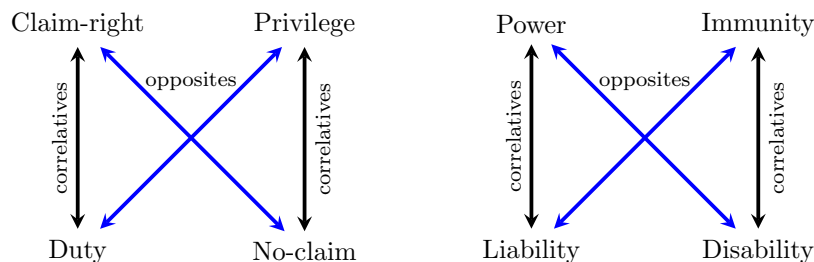 Claim-right Privilege
opposites
correlatives
correlatives
Duty No-claim
Power Immunity
opposites
correlatives
correlatives
Liability Disability